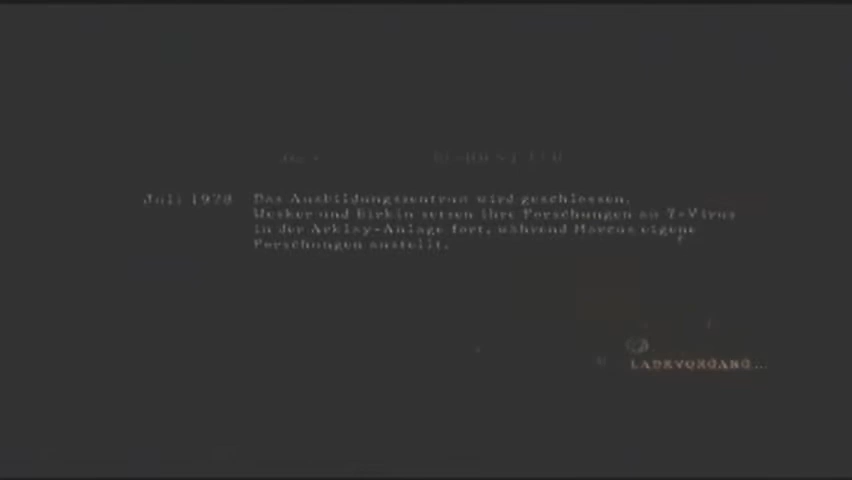 Juli 1978 Das Ausbildungszentrum wird geschlossen.
Wesker und Birkin setzen ihre Forschungen am T-Virus
in der Arklay-Anlage fort, während Marcus eigene
Forschungen anstellt.
LADEVORGANG...